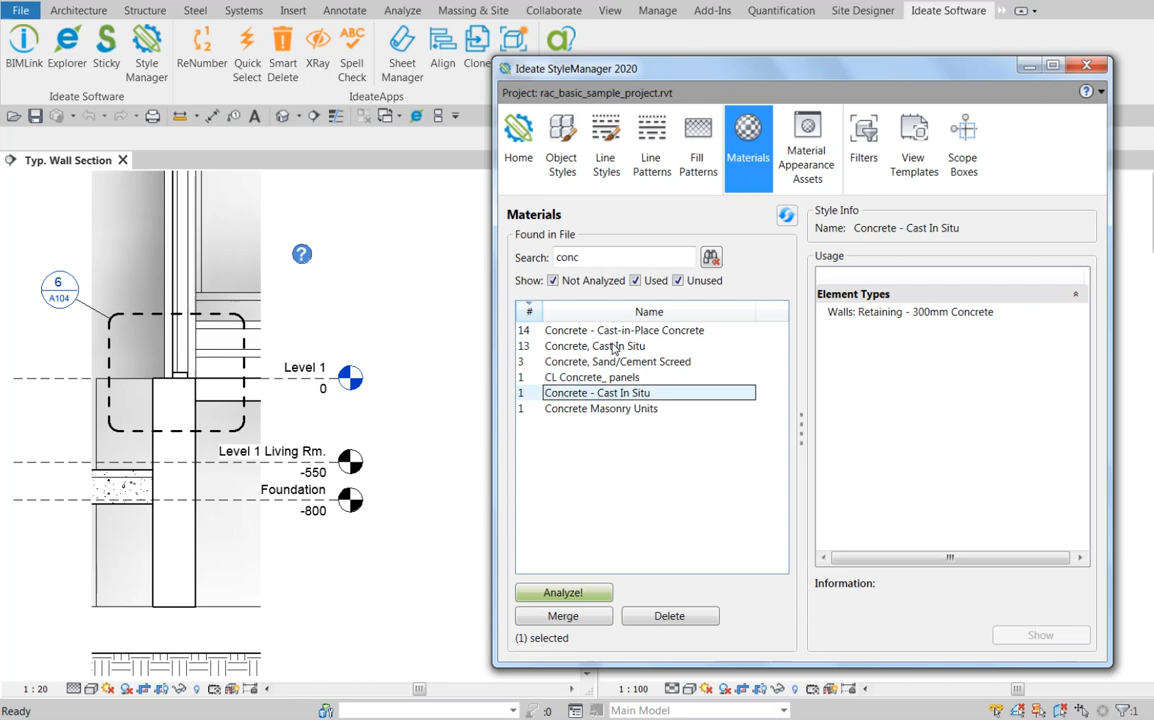 File Architecture Structure Steel Systems Insert Annotate Analyze Massing & Site Collaborate View Manage Add-Ins Quantification Site Designer Ideate Software
BIMLink Explorer Sticky Style Manager ReNumber Quick Select Smart Delete XRay Spell Check Sheet Manager Align Clone
Ideate Software IdeateApps
Ideate StyleManager 2020
Project: rac_basic_sample_project.rvt
Home Object Styles Line Styles Line Patterns Fill Patterns Materials Material Appearance Assets Filters View Templates Scope Boxes
Typ. Wall Section
6
A104
Level 1
0
Level 1 Living Rm.
-550
Foundation
-800
Materials
Found in File
Search: conc
Show: Not Analyzed Used Unused
# Name
14 Concrete - Cast-in-Place Concrete
13 Concrete, Cast In Situ
3 Concrete, Sand/Cement Screed
1 CL Concrete_ panels
1 Concrete - Cast In Situ
1 Concrete Masonry Units
Analyze!
Merge Delete
(1) selected
Style Info
Name: Concrete - Cast In Situ
Usage
Element Types
Walls: Retaining - 300mm Concrete
Information:
Show
1 : 20 1 : 100
Ready :0 Main Model :1